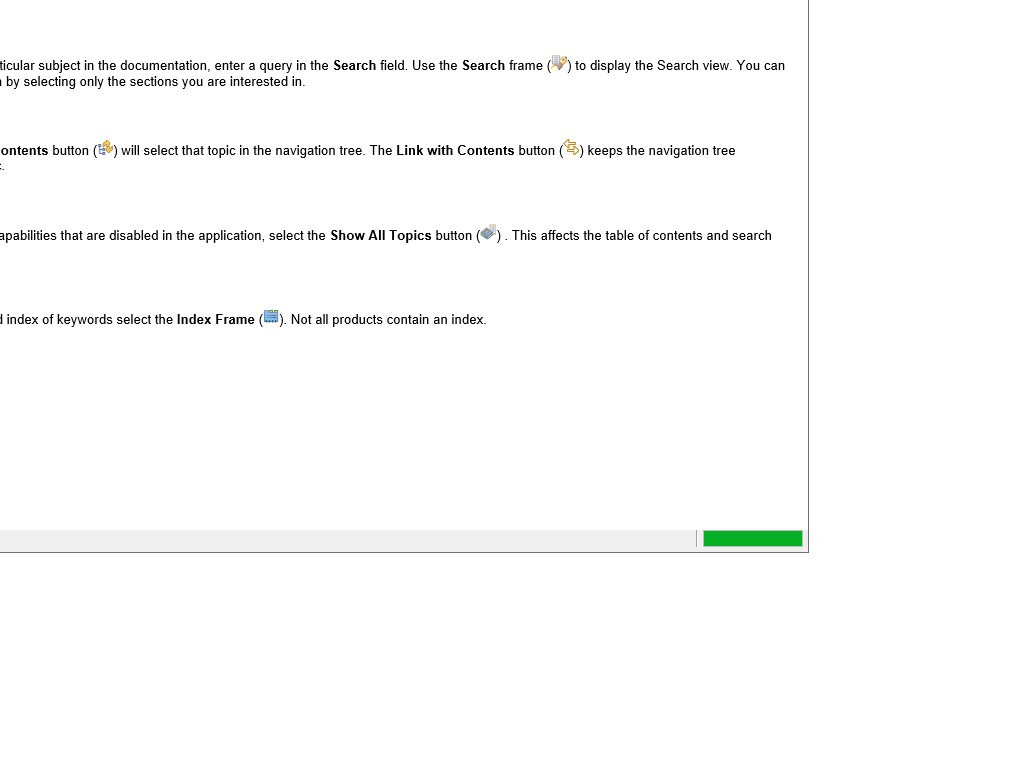 ticular subject in the documentation, enter a query in the Search field. Use the Search frame ( ) to display the Search view. You can
by selecting only the sections you are interested in.
ontents button ( ) will select that topic in the navigation tree. The Link with Contents button ( ) keeps the navigation tree
apabilities that are disabled in the application, select the Show All Topics button ( ) . This affects the table of contents and search
index of keywords select the Index Frame ( ). Not all products contain an index.